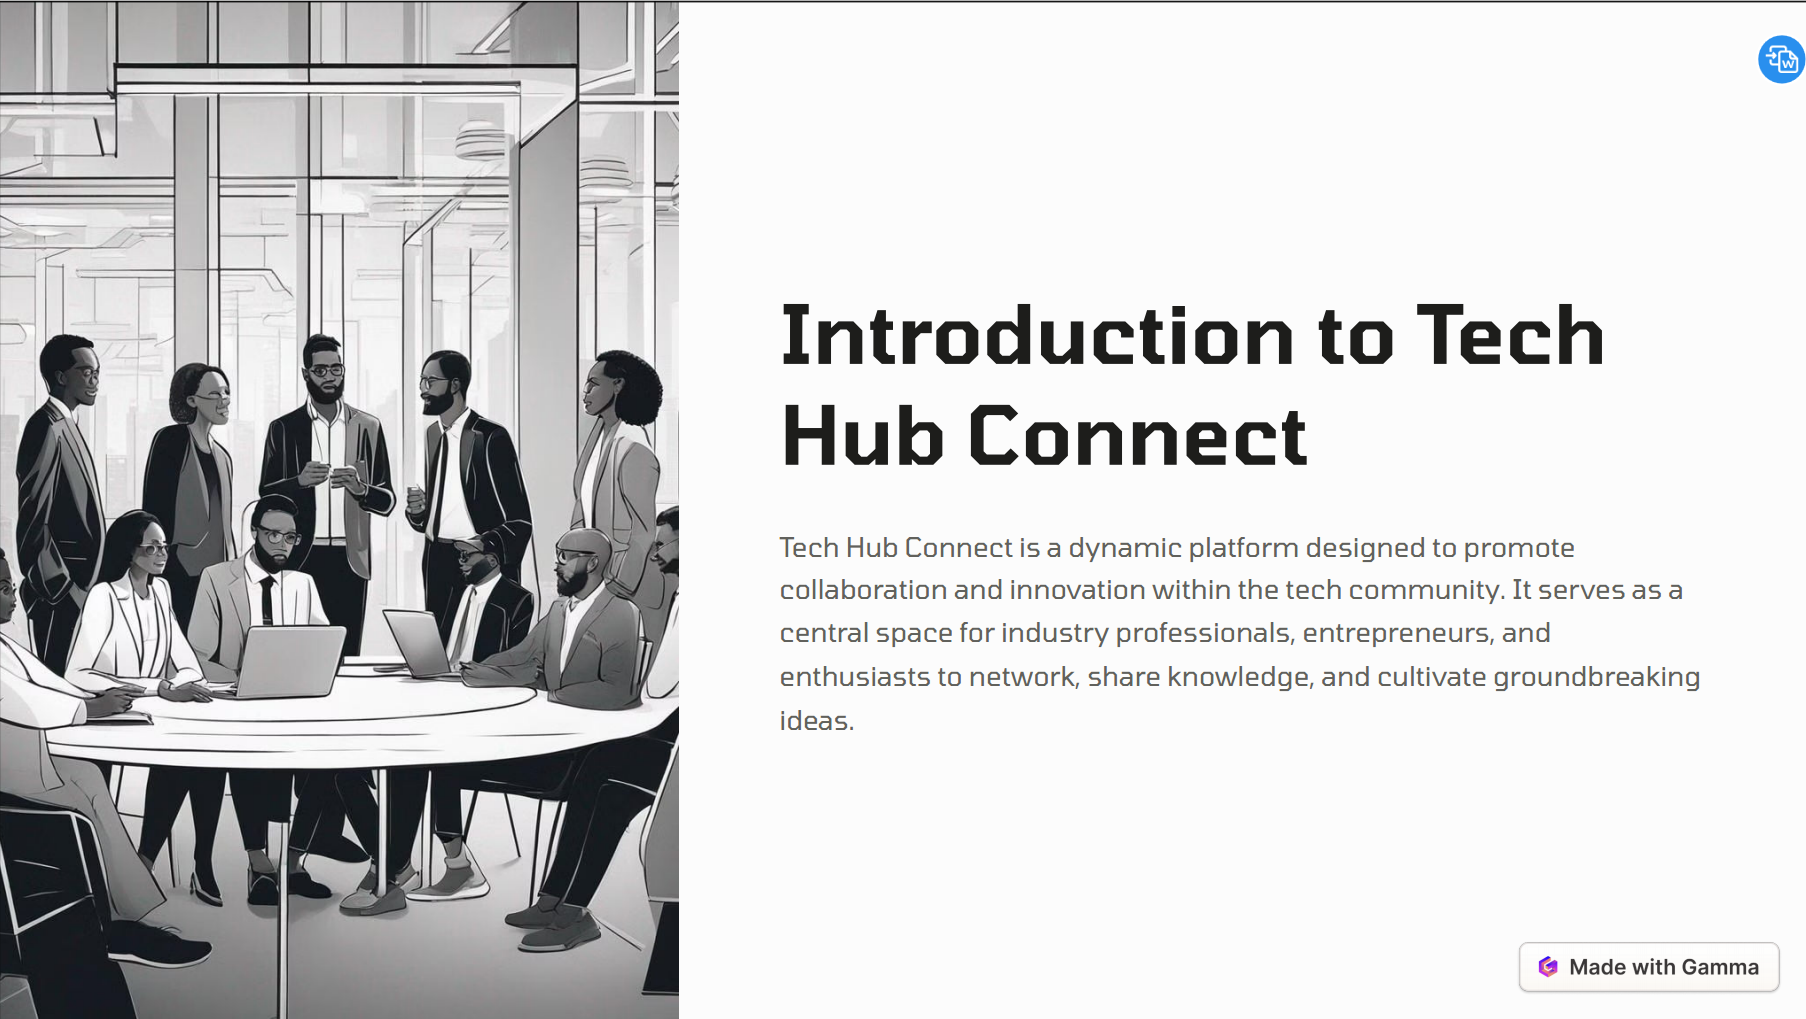 Introduction to Tech
Hub Connect
Tech Hub Connect is a dynamic platform designed to promote
collaboration and innovation within the tech community. It serves as a
central space for industry professionals, entrepreneurs, and
enthusiasts to network, share knowledge, and cultivate groundbreaking
ideas.
W
Made with Gamma